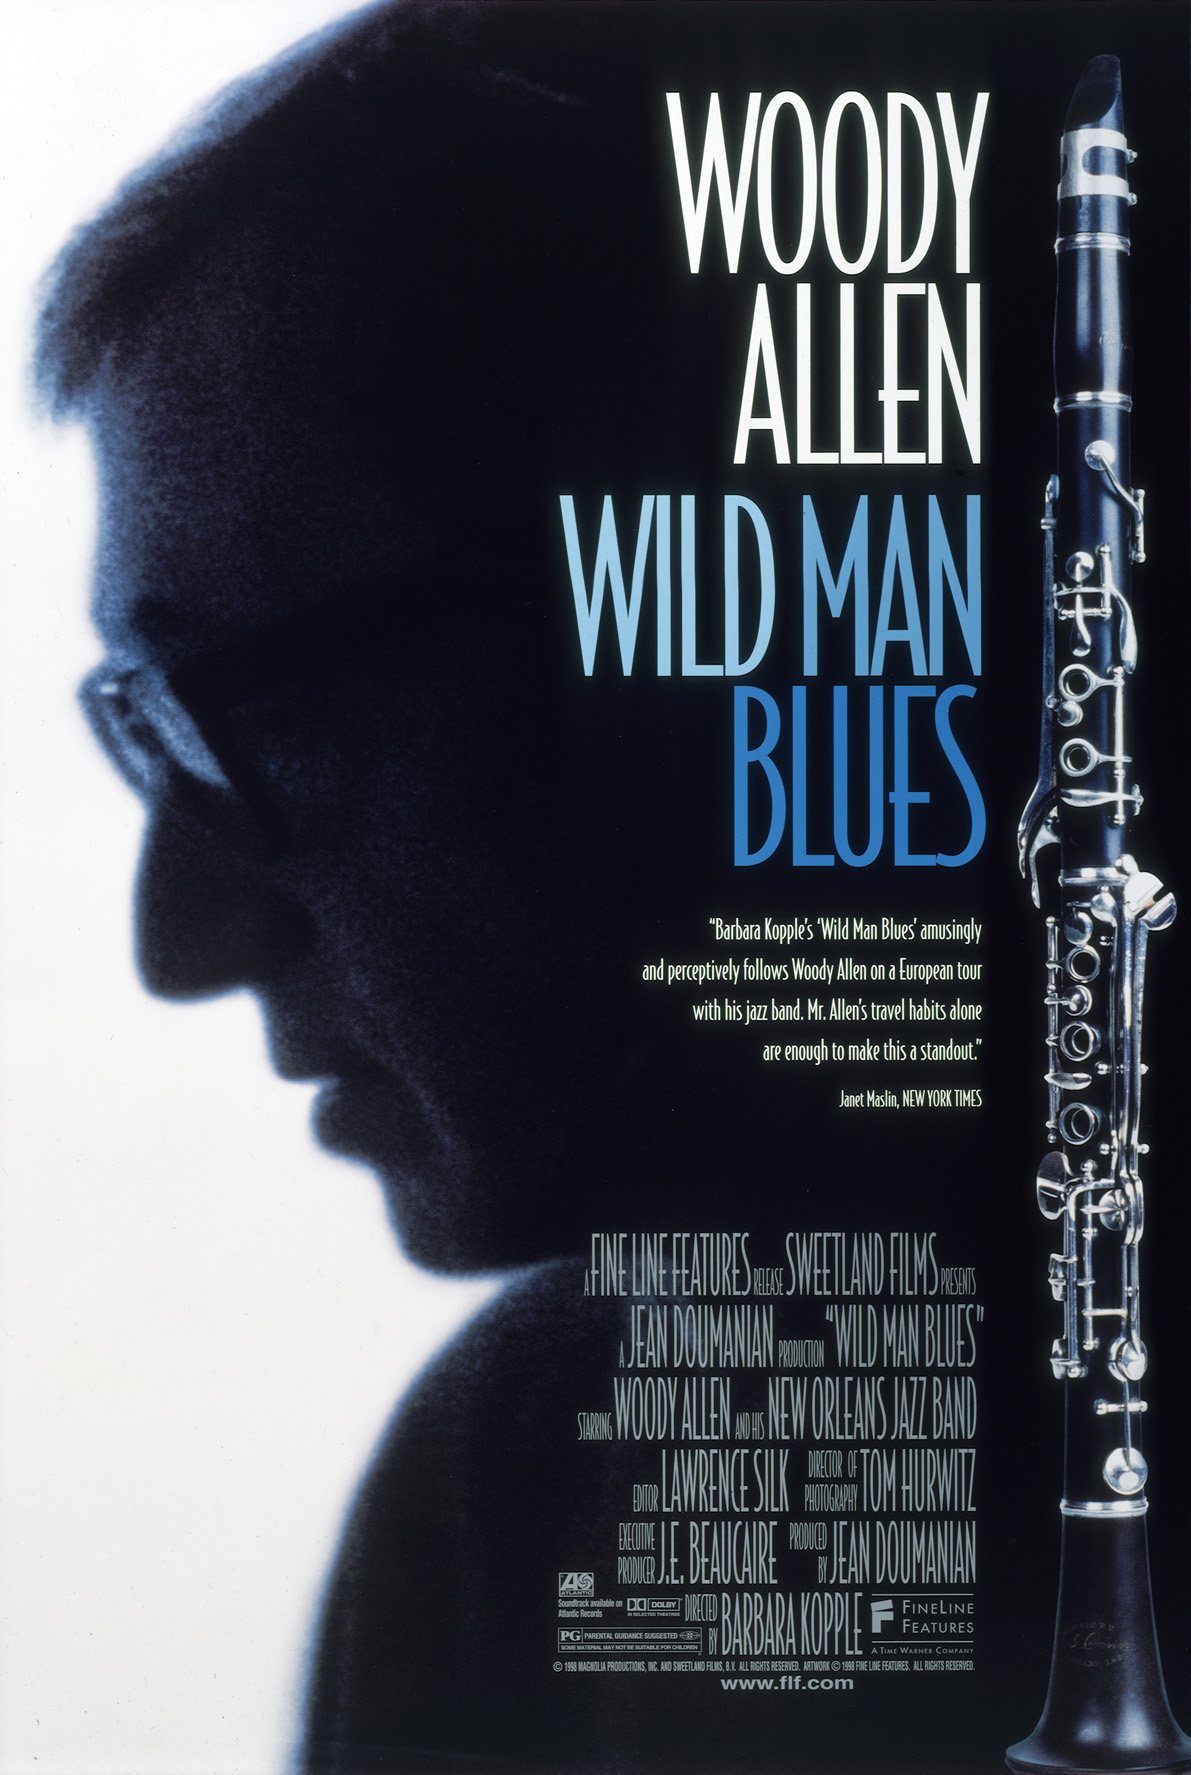 WOODY
ALLEN
WILD MAN
BLUES
“Barbara Kopple’s ‘Wild Man Blues’ amusingly
and perceptively follows Woody Allen on a European tour
with his jazz band. Mr. Allen’s travel habits alone
are enough to make this a standout.”
Janet Maslin, NEW YORK TIMES
A FINE LINE FEATURES RELEASE SWEETLAND FILMS PRESENTS
A JEAN DOUMANIAN PRODUCTION “WILD MAN BLUES”
STARRING WOODY ALLEN AND HIS NEW ORLEANS JAZZ BAND
EDITOR LAWRENCE SILK DIRECTOR OF PHOTOGRAPHY TOM HURWITZ
EXECUTIVE PRODUCER J.E. BEAUCAIRE PRODUCED BY JEAN DOUMANIAN
DIRECTED BY BARBARA KOPPLE
ATLANTIC
Soundtrack available on
Atlantic Records
DOLBY
IN SELECTED THEATRES
FINELINE
FEATURES
A TIME WARNER COMPANY
PG PARENTAL GUIDANCE SUGGESTED
SOME MATERIAL MAY NOT BE SUITABLE FOR CHILDREN
© 1998 MAGNOLIA PRODUCTIONS, INC. AND SWEETLAND FILMS, B.V. ALL RIGHTS RESERVED. ARTWORK © 1998 FINE LINE FEATURES. ALL RIGHTS RESERVED.
www.flf.com